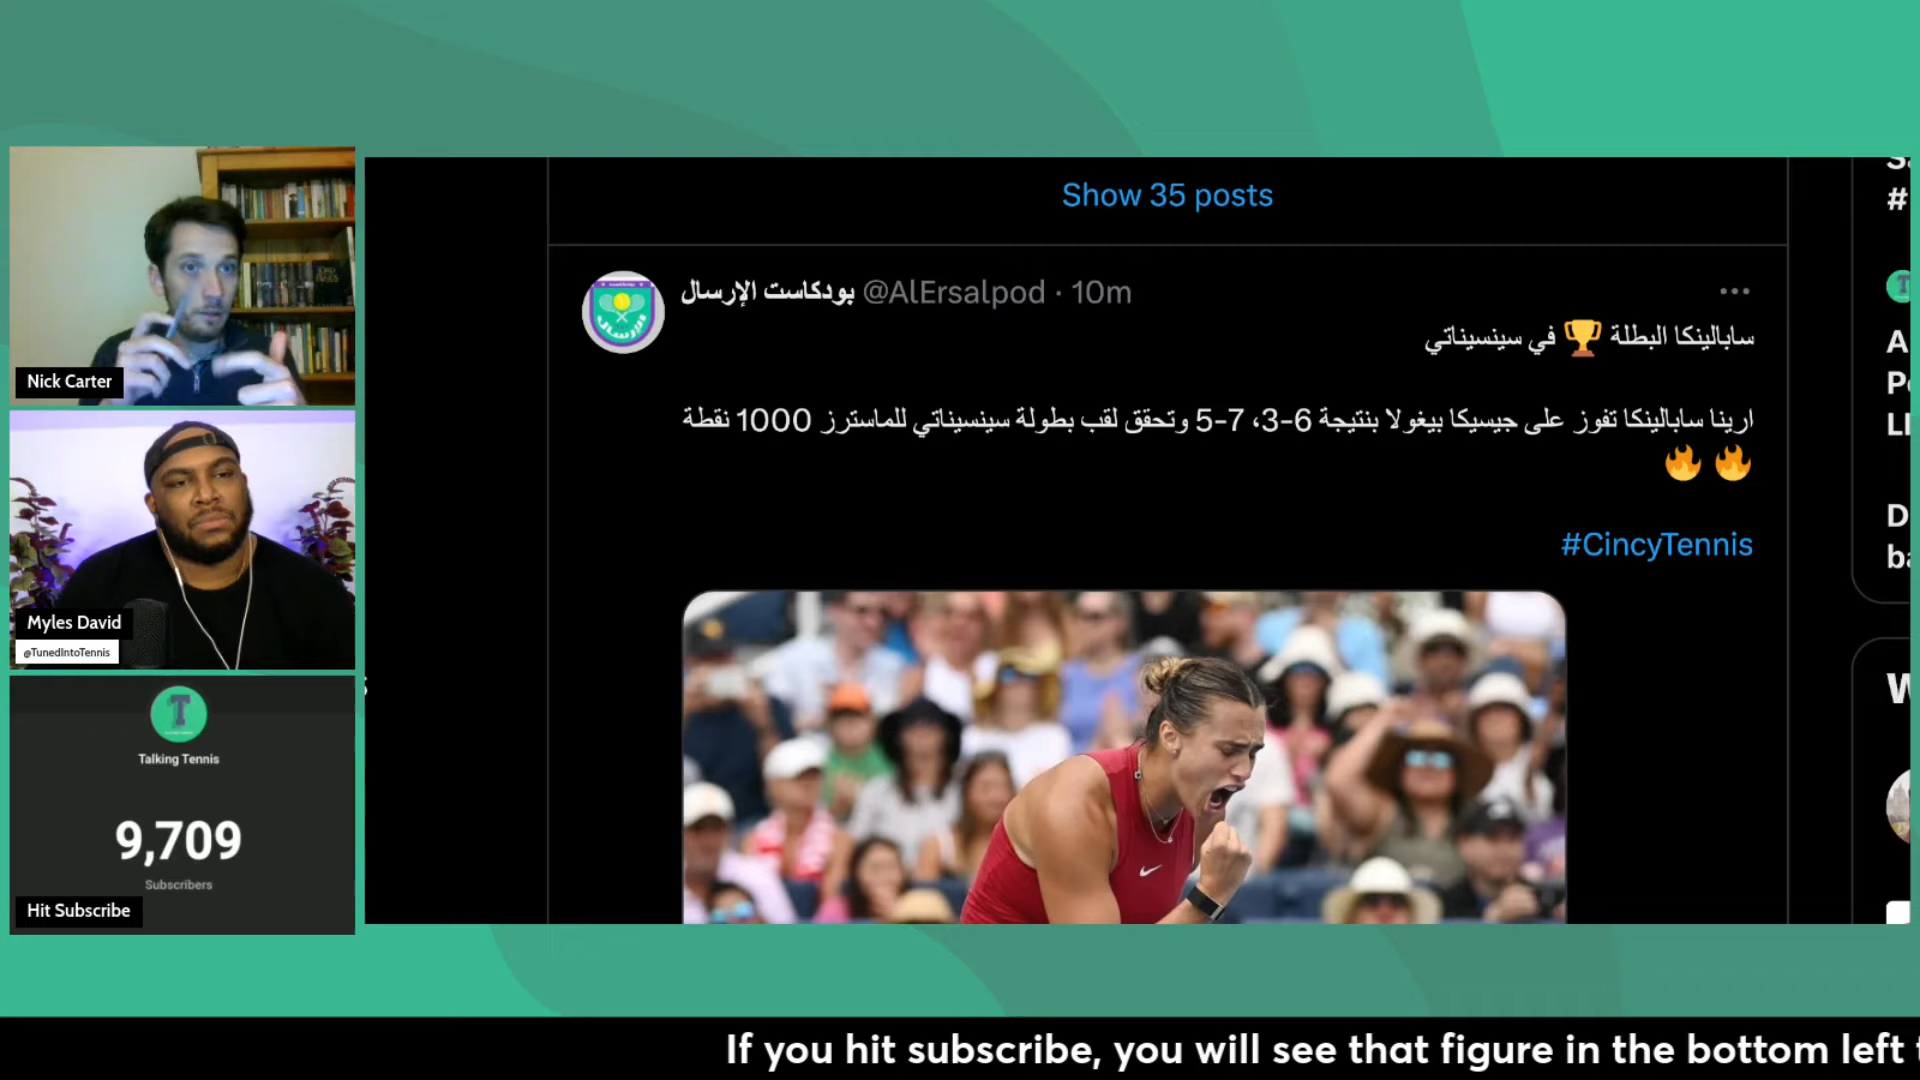 Show 35 posts
بودكاست الإرسال @AlErsalpod · 10m
سابالينكا البطلة 🏆 في سينسيناتي
ارينا سابالينكا تفوز على جيسيكا بيغولا بنتيجة 6-3، 7-5 وتحقق لقب بطولة سينسيناتي للماسترز 1000 نقطة
🔥 🔥
#CincyTennis
Nick Carter
Myles David
@TunedIntoTennis
T
Talking Tennis
9,709
Subscribers
Hit Subscribe
#
A
D
If you hit subscribe, you will see that figure in the bottom left